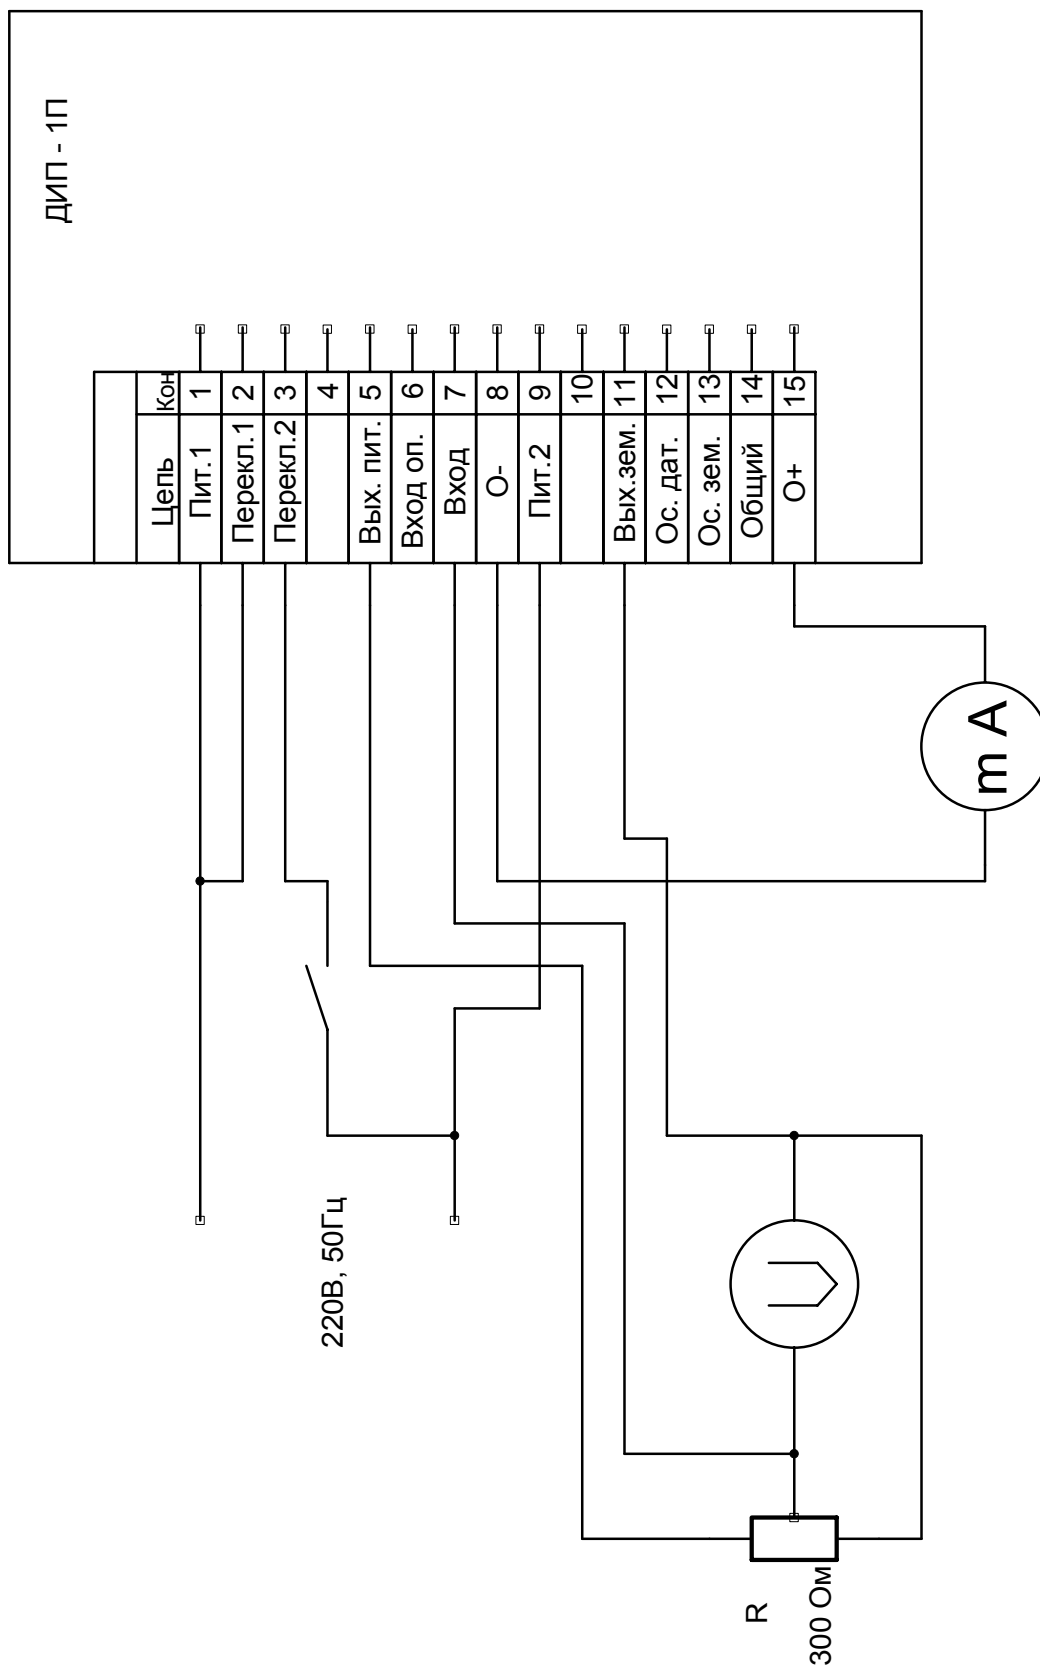 ДИП - 1П
Цепь Кон
Пит.1 1
Перекл.1 2
Перекл.2 3
4
Вых. пит. 5
Вход оп. 6
Вход 7
О- 8
Пит.2 9
10
Вых.зем. 11
Ос. дат. 12
Ос. зем. 13
Общий 14
О+ 15
m A
220В, 50Гц
R
300 Ом